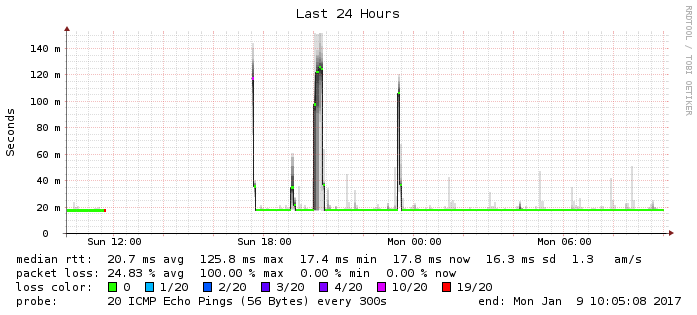 Last 24 Hours
RRDTOOL / TOBI OETIKER
Seconds
140 m
120 m
100 m
80 m
60 m
40 m
20 m
0
Sun 12:00 Sun 18:00 Mon 00:00 Mon 06:00
median rtt: 20.7 ms avg 125.8 ms max 17.4 ms min 17.8 ms now 16.3 ms sd 1.3 am/s
packet loss: 24.83 % avg 100.00 % max 0.00 % min 0.00 % now
loss color: 0 1/20 2/20 3/20 4/20 10/20 19/20
probe: 20 ICMP Echo Pings (56 Bytes) every 300s end: Mon Jan 9 10:05:08 2017